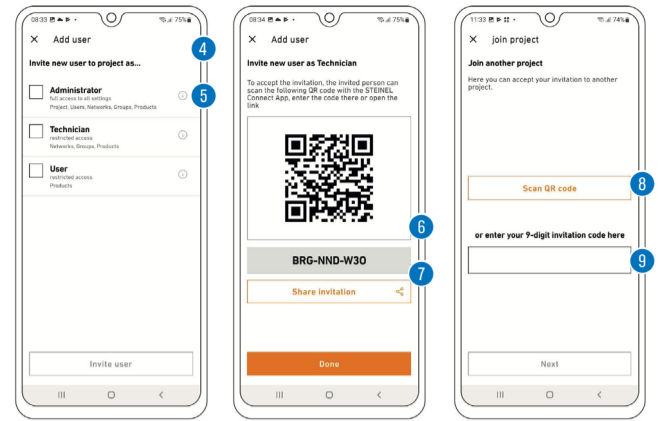 08:33 75%
× Add user
4
Invite new user to project as...
Administrator
full access to all settings
Project, Users, Networks, Groups, Products
5
Technician
restricted access
Networks, Groups, Products
User
restricted access
Products
Invite user
08:34 75%
× Add user
Invite new user as Technician
To accept the invitation, the invited person can
scan the following QR code with the STEINEL
Connect App, enter the code there or open the
link
6
BRG-NND-W3O
7
Share invitation
Done
11:33 74%
× join project
Join another project
Here you can accept your invitation to another
project.
Scan QR code
8
or enter your 9-digit invitation code here
9
Next